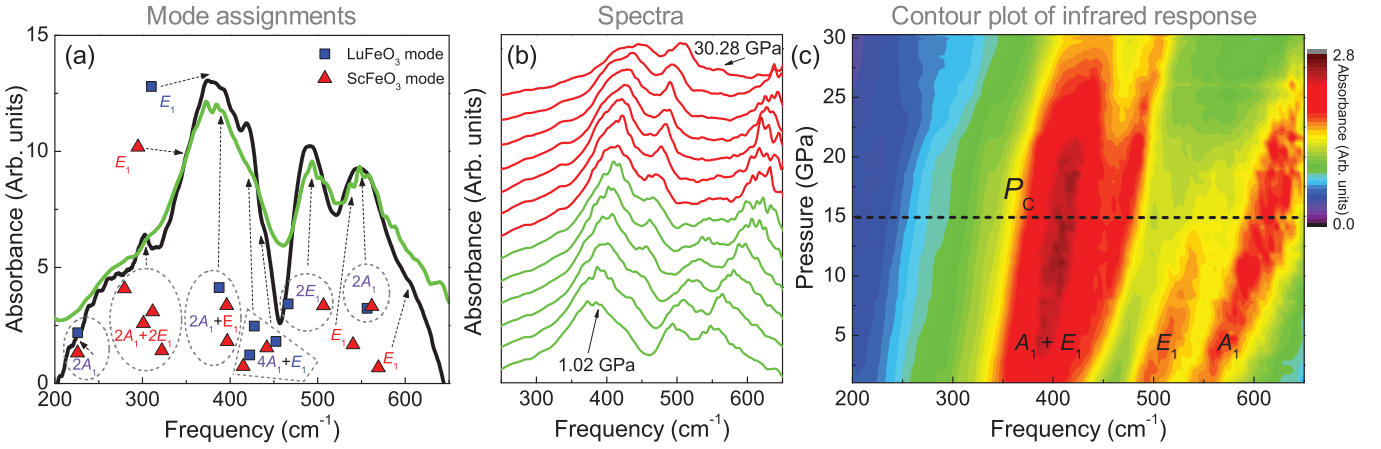 Mode assignments
Spectra
Contour plot of infrared response
(a)
LuFeO3 mode
ScFeO3 mode
E1
E1
2A1
2A1+2E1
2A1+E1
4A1+E1
2E1
2A1
E1
E1
15
10
5
0
Absorbance (Arb. units)
200 300 400 500 600
Frequency (cm-1)
(b)
30.28 GPa
1.02 GPa
Absorbance (Arb. units)
300 400 500 600
Frequency (cm-1)
(c)
30
25
20
15
10
5
Pressure (GPa)
PC
A1 + E1
E1
A1
200 300 400 500 600
Frequency (cm-1)
2.8
0.0
Absorbance (Arb. units)